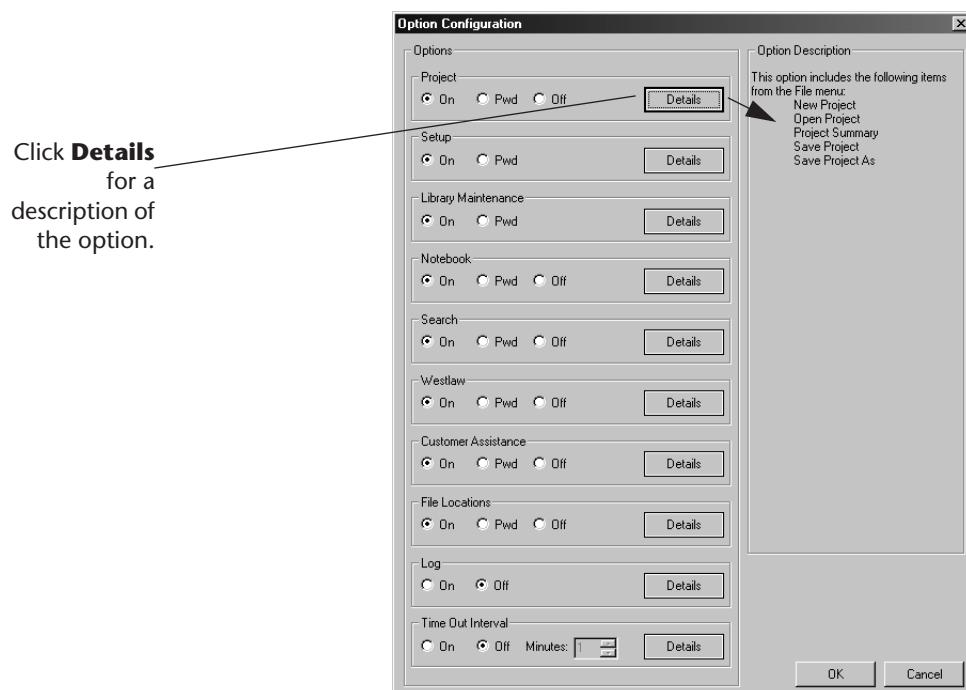 Option Configuration
Options
Project
On Pwd Off Details
Setup
On Pwd Details
Library Maintenance
On Pwd Details
Notebook
On Pwd Off Details
Search
On Pwd Off Details
Westlaw
On Pwd Off Details
Customer Assistance
On Pwd Off Details
File Locations
On Pwd Off Details
Log
On Off Details
Time Out Interval
On Off Minutes: 1 Details
Option Description
This option includes the following items
from the File menu:
New Project
Open Project
Project Summary
Save Project
Save Project As
OK Cancel
Click Details
for a
description of
the option.